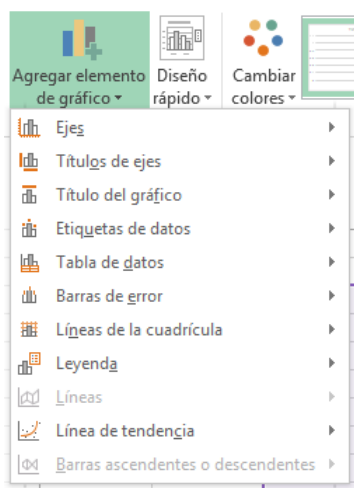 Agregar elemento
de gráfico
Diseño
rápido
Cambiar
colores
Ejes
Títulos de ejes
Título del gráfico
Etiquetas de datos
Tabla de datos
Barras de error
Líneas de la cuadrícula
Leyenda
Líneas
Línea de tendencia
Barras ascendentes o descendentes